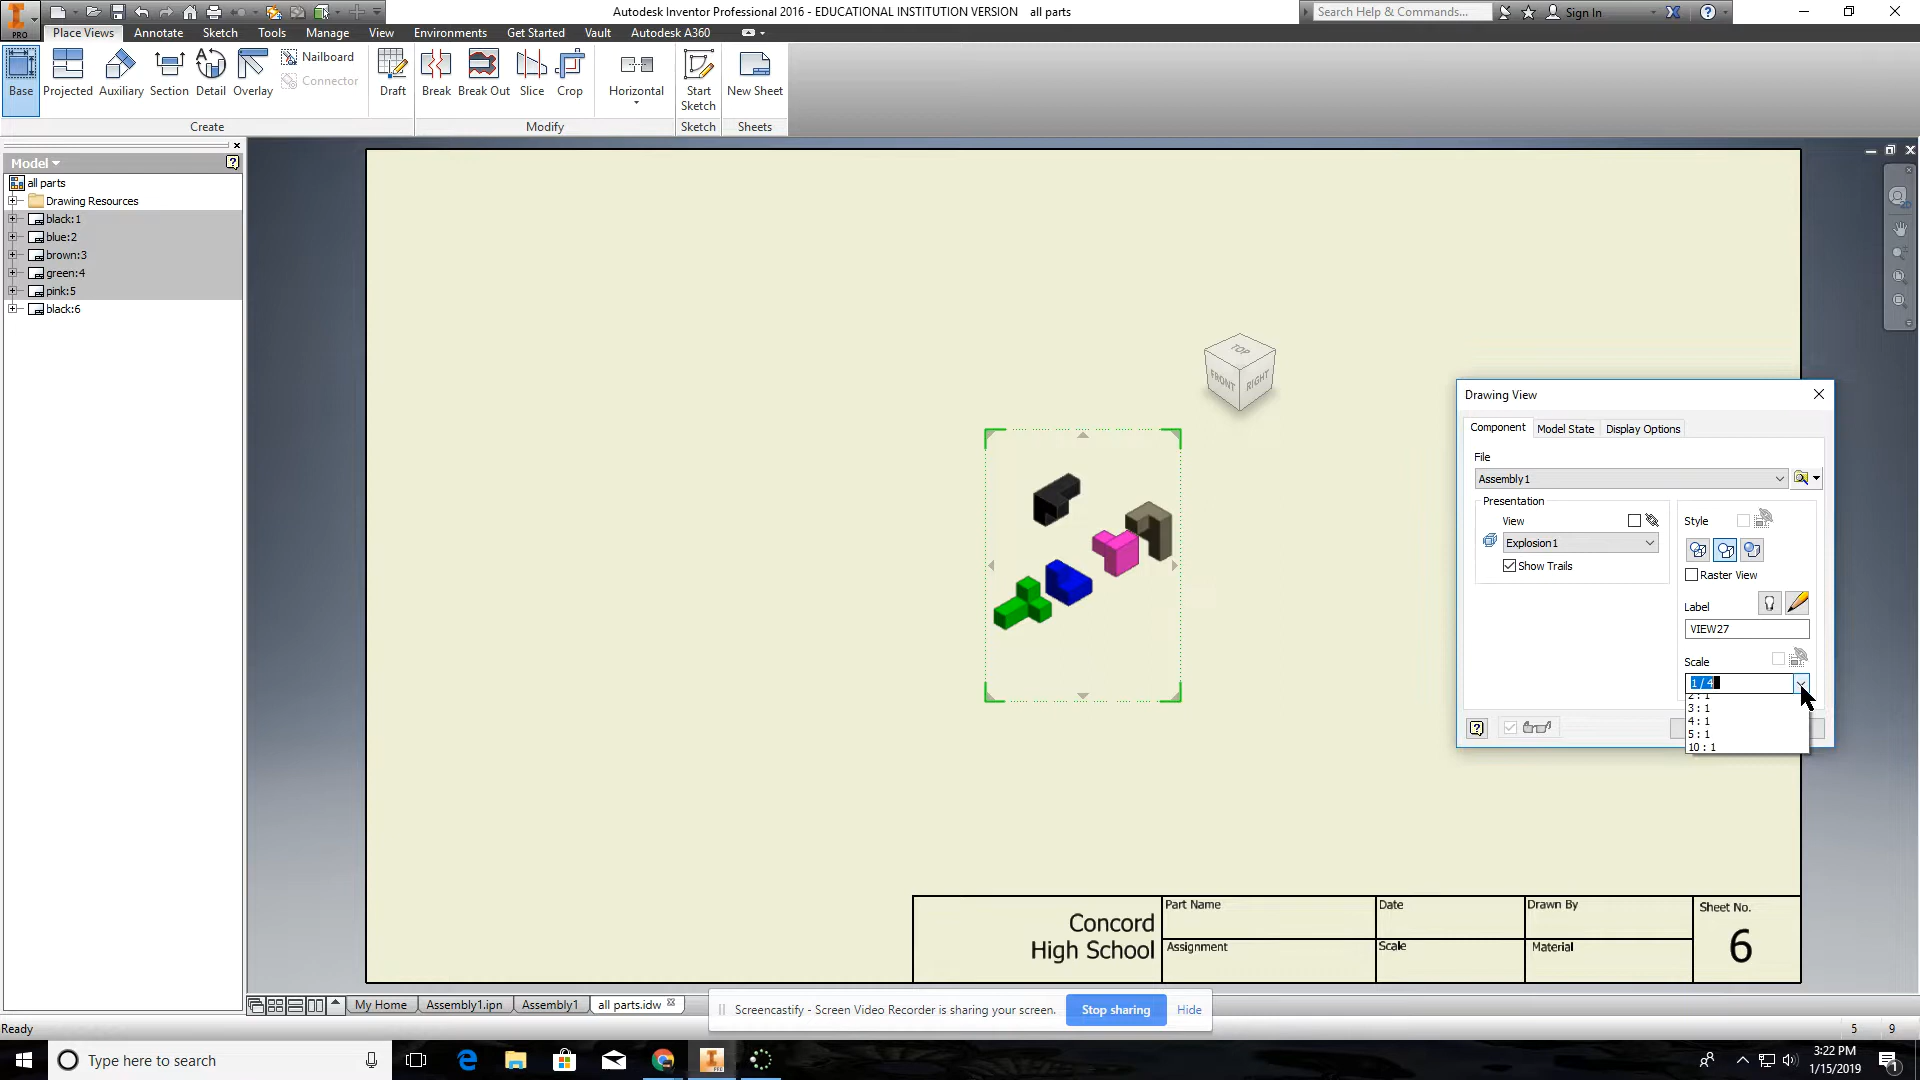 Autodesk Inventor Professional 2016 - EDUCATIONAL INSTITUTION VERSION all parts
Search Help & Commands...
Sign In
PRO
Place Views Annotate Sketch Tools Manage View Environments Get Started Vault Autodesk A360
Base
Projected
Auxiliary
Section
Detail
Overlay
Nailboard
Connector
Draft
Break
Break Out
Slice
Crop
Horizontal
Start
Sketch
New Sheet
Create
Modify
Sketch
Sheets
Model
all parts
Drawing Resources
black:1
blue:2
brown:3
green:4
pink:5
black:6
TOP
FRONT
RIGHT
Drawing View
Component Model State Display Options
File
Assembly1
Presentation
View
Explosion1
Show Trails
Style
Raster View
Label
VIEW27
Scale
1 / 4
2 : 1
3 : 1
4 : 1
5 : 1
10 : 1
Concord
High School
Part Name
Date
Drawn By
Sheet No.
Assignment
Scale
Material
6
My Home
Assembly1.ipn
Assembly1
all parts.idw
Screencastify - Screen Video Recorder is sharing your screen.
Stop sharing
Hide
Ready
5 9
Type here to search
PRO
3:22 PM
1/15/2019
1